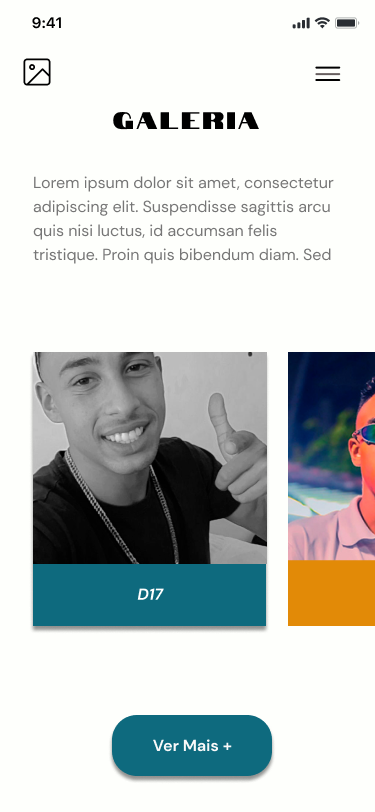 9:41
GALERIA
Lorem ipsum dolor sit amet, consectetur
adipiscing elit. Suspendisse sagittis arcu
quis nisi luctus, id accumsan felis
tristique. Proin quis bibendum diam. Sed
D17
Ver Mais +